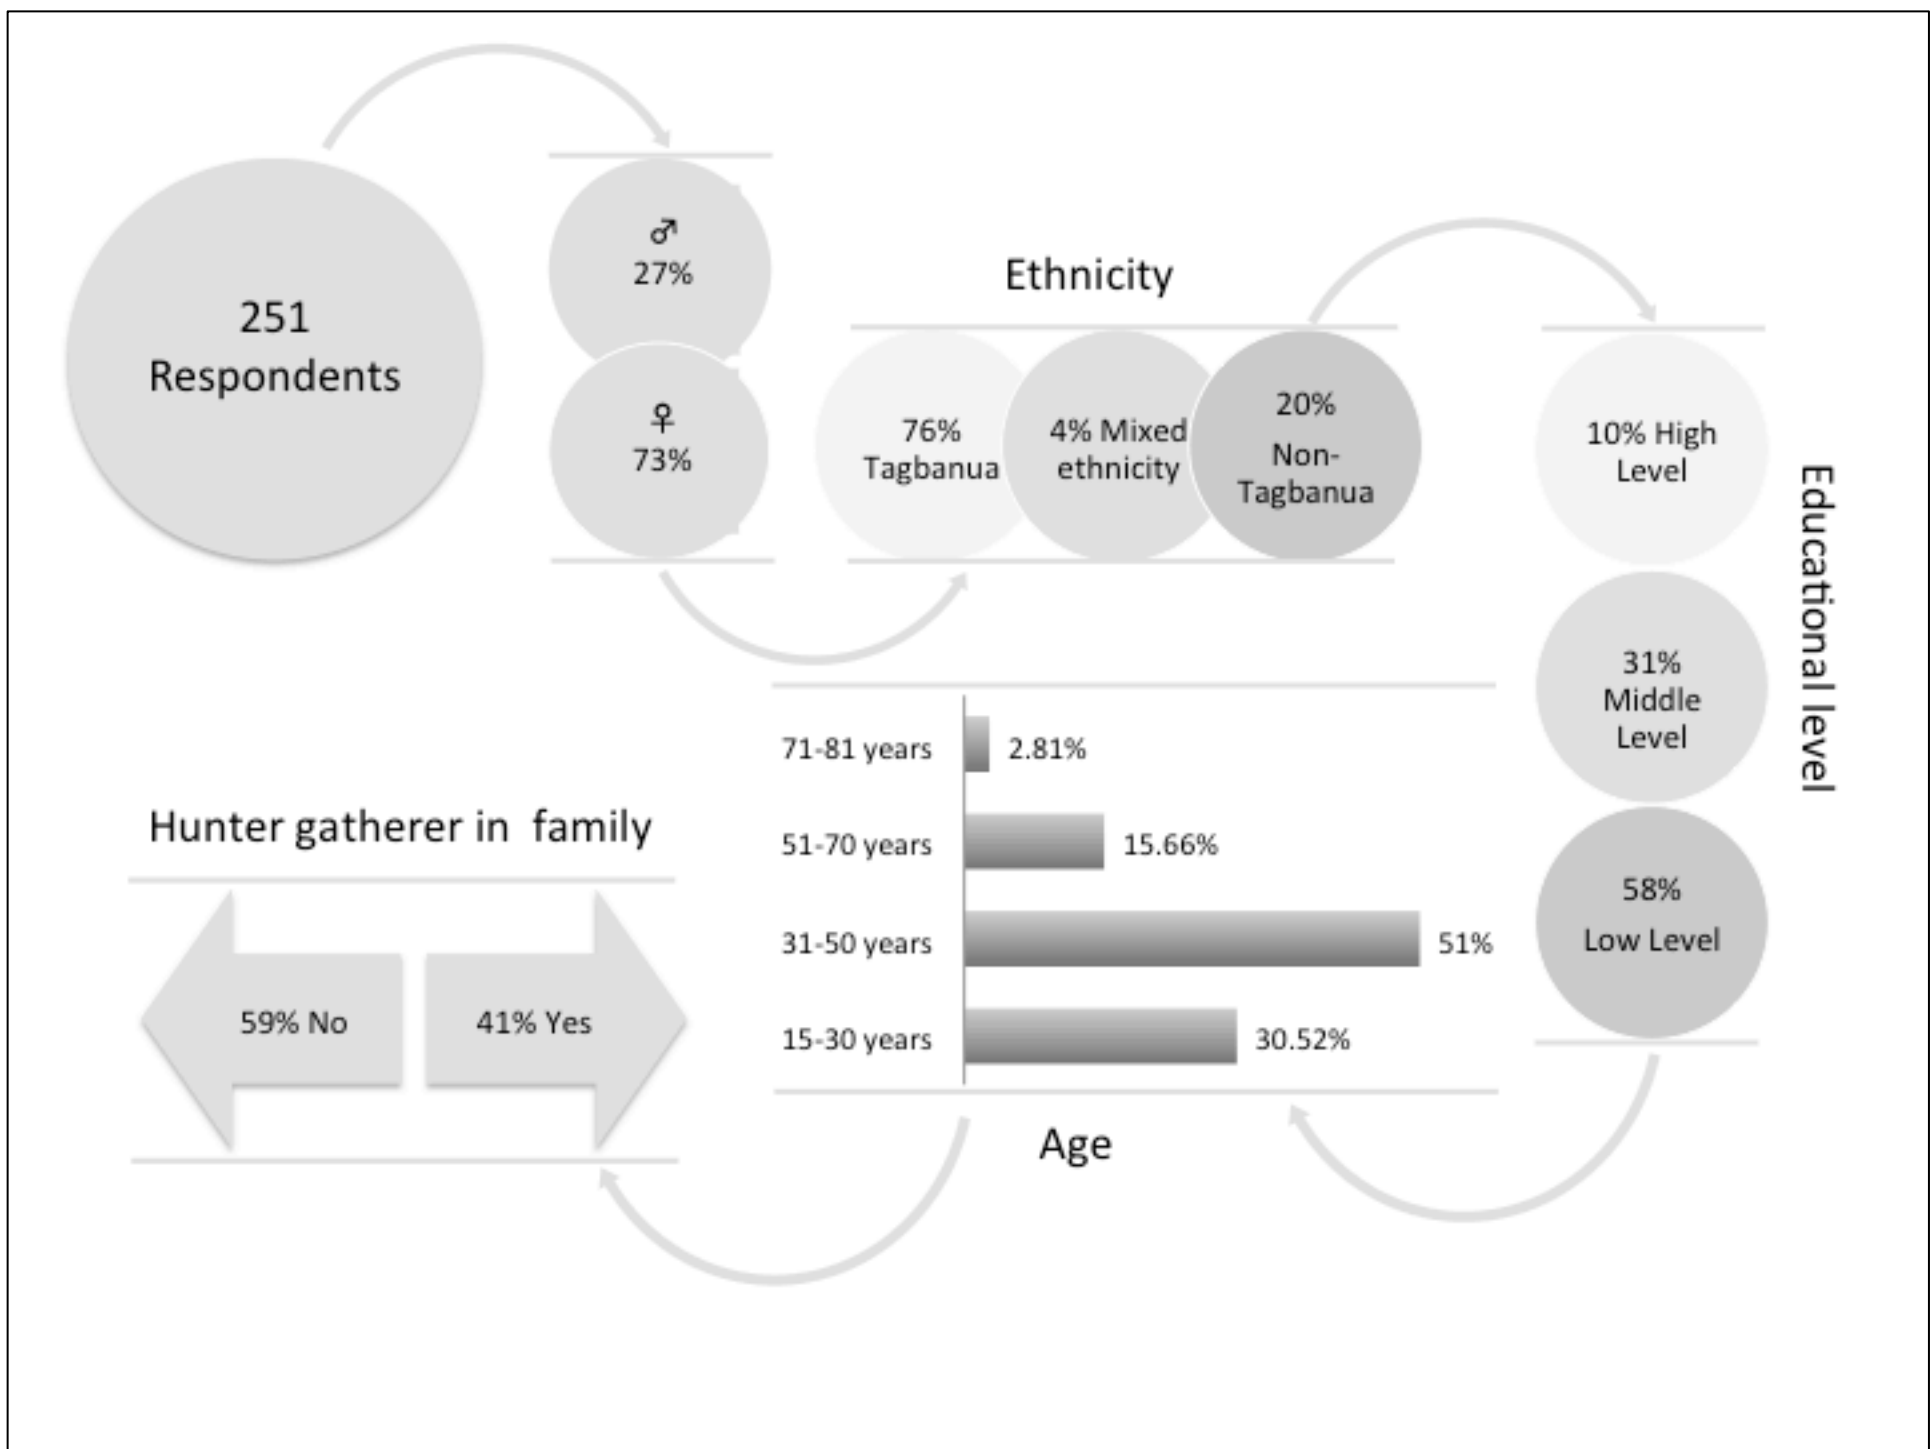 251
Respondents
♂
27%
♀
73%
Ethnicity
76%
Tagbanua
4% Mixed
ethnicity
20%
Non-
Tagbanua
10% High
Level
31%
Middle
Level
58%
Low Level
Educational level
71-81 years 2.81%
51-70 years 15.66%
31-50 years 51%
15-30 years 30.52%
Age
Hunter gatherer in family
59% No
41% Yes